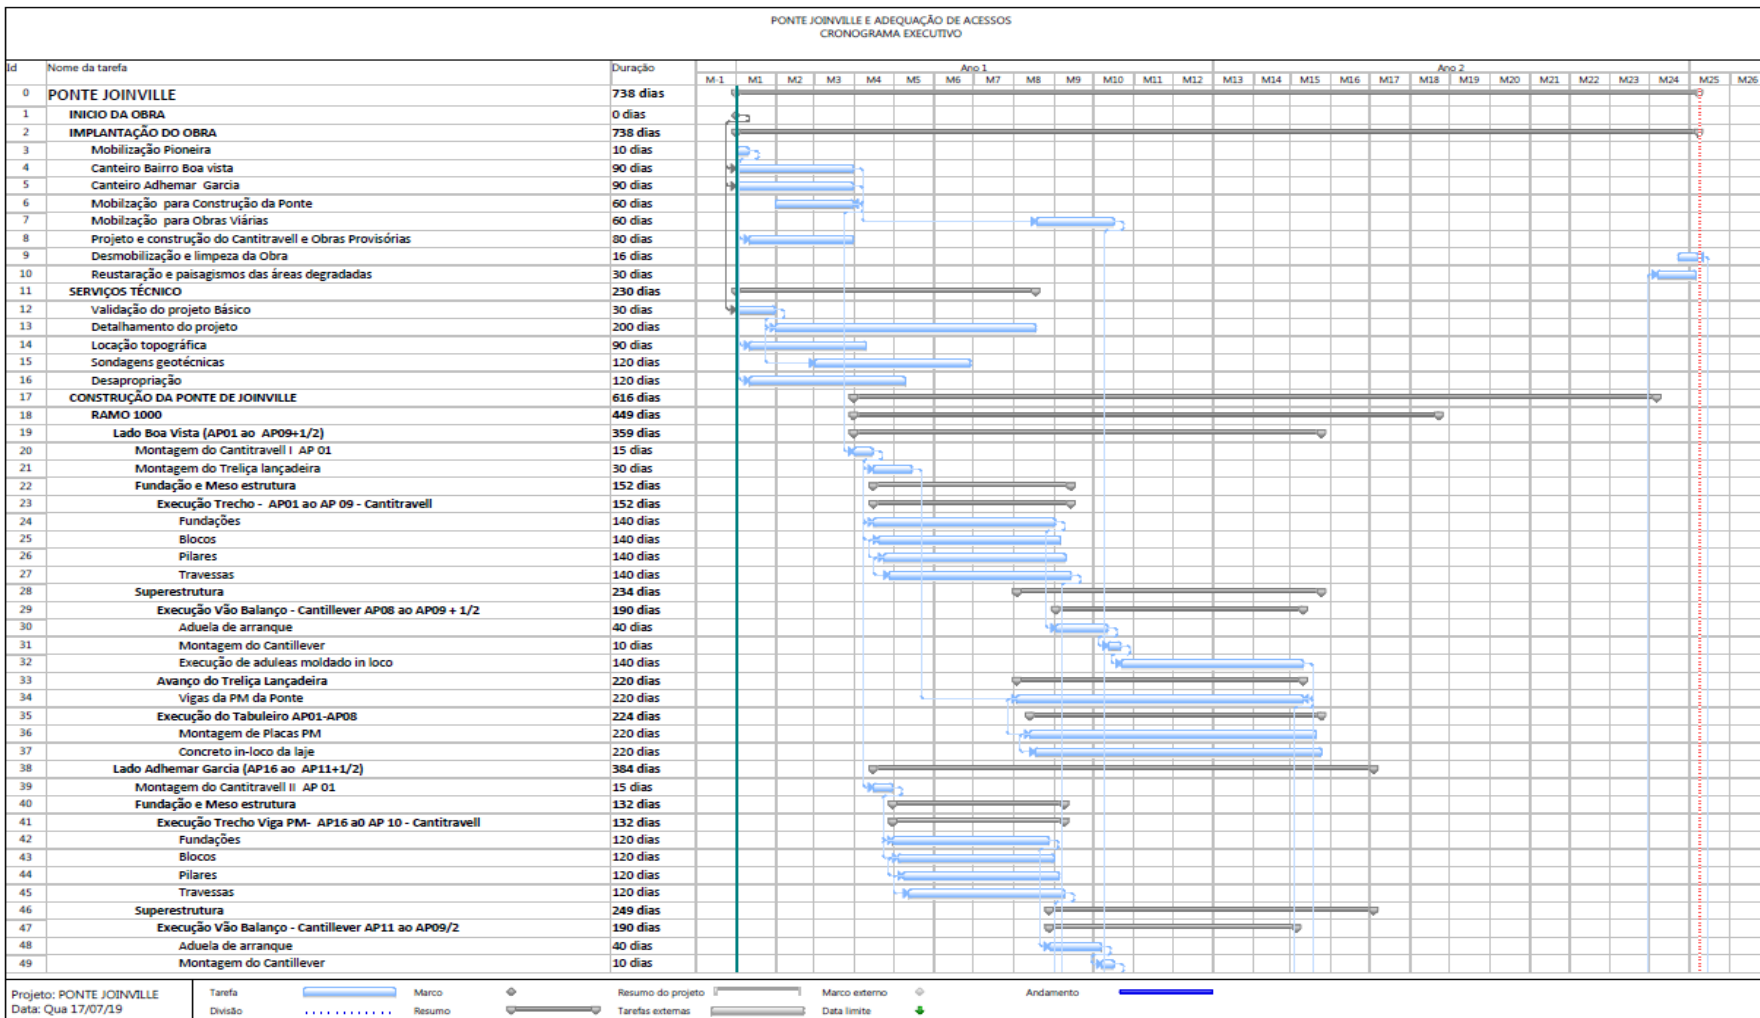 PONTE JOINVILLE E ADEQUAÇÃO DE ACESSOS
CRONOGRAMA EXECUTIVO
Id Nome da tarefa Duração Ano 1 Ano 2
M-1 M1 M2 M3 M4 M5 M6 M7 M8 M9 M10 M11 M12 M13 M14 M15 M16 M17 M18 M19 M20 M21 M22 M23 M24 M25 M26
0 PONTE JOINVILLE 738 dias
1 INICIO DA OBRA 0 dias
2 IMPLANTAÇÃO DO OBRA 738 dias
3 Mobilização Pioneira 10 dias
4 Canteiro Bairro Boa vista 90 dias
5 Canteiro Adhemar Garcia 90 dias
6 Mobilzação para Construção da Ponte 60 dias
7 Mobilzação para Obras Viárias 60 dias
8 Projeto e construção do Cantitravell e Obras Provisórias 80 dias
9 Desmobilização e limpeza da Obra 16 dias
10 Reustaração e paisagismos das áreas degradadas 30 dias
11 SERVIÇOS TÉCNICO 230 dias
12 Validação do projeto Básico 30 dias
13 Detalhamento do projeto 200 dias
14 Locação topográfica 90 dias
15 Sondagens geotécnicas 120 dias
16 Desapropriação 120 dias
17 CONSTRUÇÃO DA PONTE DE JOINVILLE 616 dias
18 RAMO 1000 449 dias
19 Lado Boa Vista (AP01 ao AP09+1/2) 359 dias
20 Montagem do Cantitravell I AP 01 15 dias
21 Montagem do Treliça lançadeira 30 dias
22 Fundação e Meso estrutura 152 dias
23 Execução Trecho - AP01 ao AP 09 - Cantitravell 152 dias
24 Fundações 140 dias
25 Blocos 140 dias
26 Pilares 140 dias
27 Travessas 140 dias
28 Superestrutura 234 dias
29 Execução Vão Balanço - Cantillever AP08 ao AP09 + 1/2 190 dias
30 Aduela de arranque 40 dias
31 Montagem do Cantillever 10 dias
32 Execução de aduleas moldado in loco 140 dias
33 Avanço do Treliça Lançadeira 220 dias
34 Vigas da PM da Ponte 220 dias
35 Execução do Tabuleiro AP01-AP08 224 dias
36 Montagem de Placas PM 220 dias
37 Concreto in-loco da laje 220 dias
38 Lado Adhemar Garcia (AP16 ao AP11+1/2) 384 dias
39 Montagem do Cantitravell II AP 01 15 dias
40 Fundação e Meso estrutura 132 dias
41 Execução Trecho Viga PM- AP16 a0 AP 10 - Cantitravell 132 dias
42 Fundações 120 dias
43 Blocos 120 dias
44 Pilares 120 dias
45 Travessas 120 dias
46 Superestrutura 249 dias
47 Execução Vão Balanço - Cantillever AP11 ao AP09/2 190 dias
48 Aduela de arranque 40 dias
49 Montagem do Cantillever 10 dias
Projeto: PONTE JOINVILLE
Data: Qua 17/07/19
Tarefa Marco Resumo do projeto Marco externo Andamento
Divisão Resumo Tarefas externas Data limite